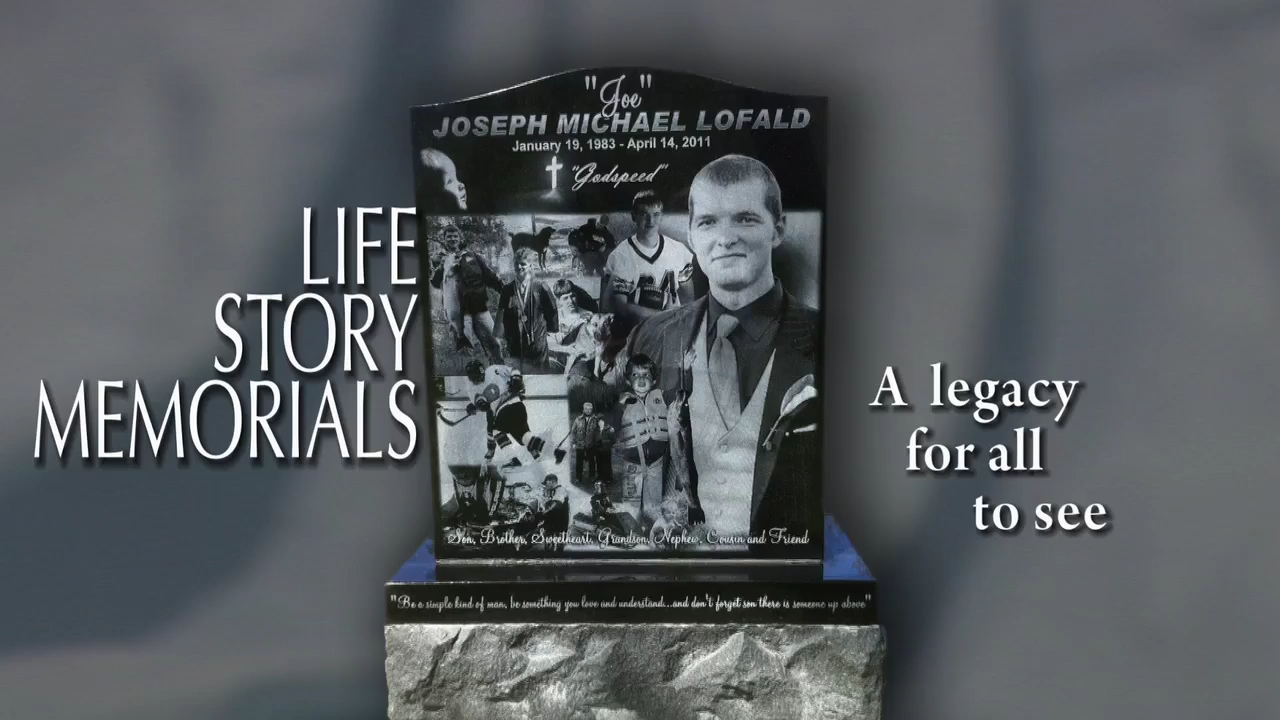 "Joe"
JOSEPH MICHAEL LOFALD
January 19, 1983 - April 14, 2011
"Godspeed"
LIFE
STORY
MEMORIALS
A legacy
for all
to see
Son, Brother, Sweetheart, Grandson, Nephew, Cousin and Friend
"Be a simple kind of man, be something you love and understand...and don't forget son there is someone up above"